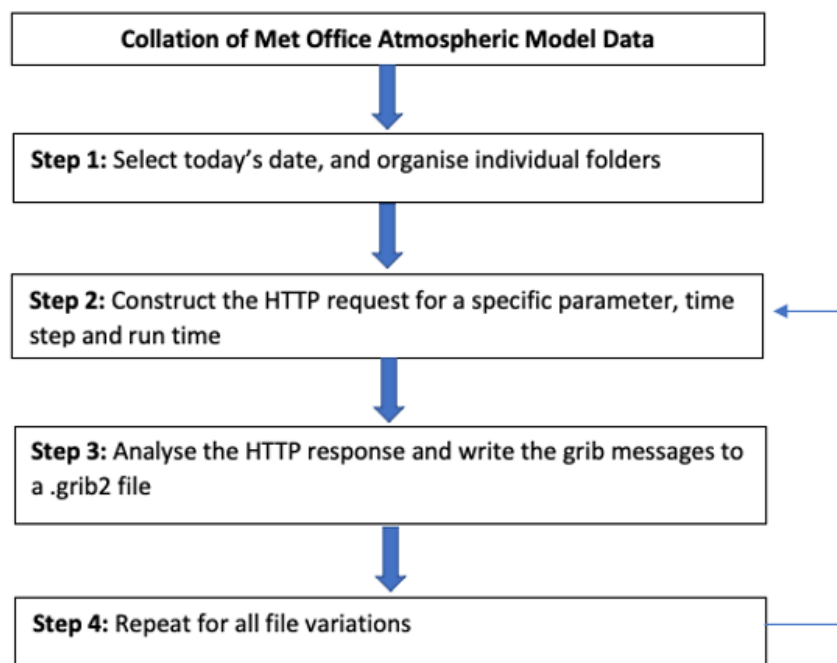 Collation of Met Office Atmospheric Model Data
Step 1: Select today's date, and organise individual folders
Step 2: Construct the HTTP request for a specific parameter, time
step and run time
Step 3: Analyse the HTTP response and write the grib messages to
a .grib2 file
Step 4: Repeat for all file variations